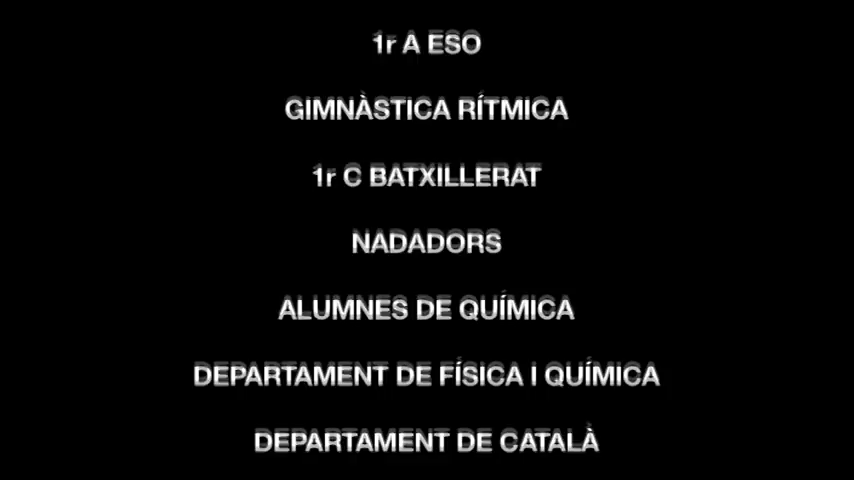 1r A ESO
GIMNÀSTICA RÍTMICA
1r C BATXILLERAT
NADADORS
ALUMNES DE QUÍMICA
DEPARTAMENT DE FÍSICA I QUÍMICA
DEPARTAMENT DE CATALÀ